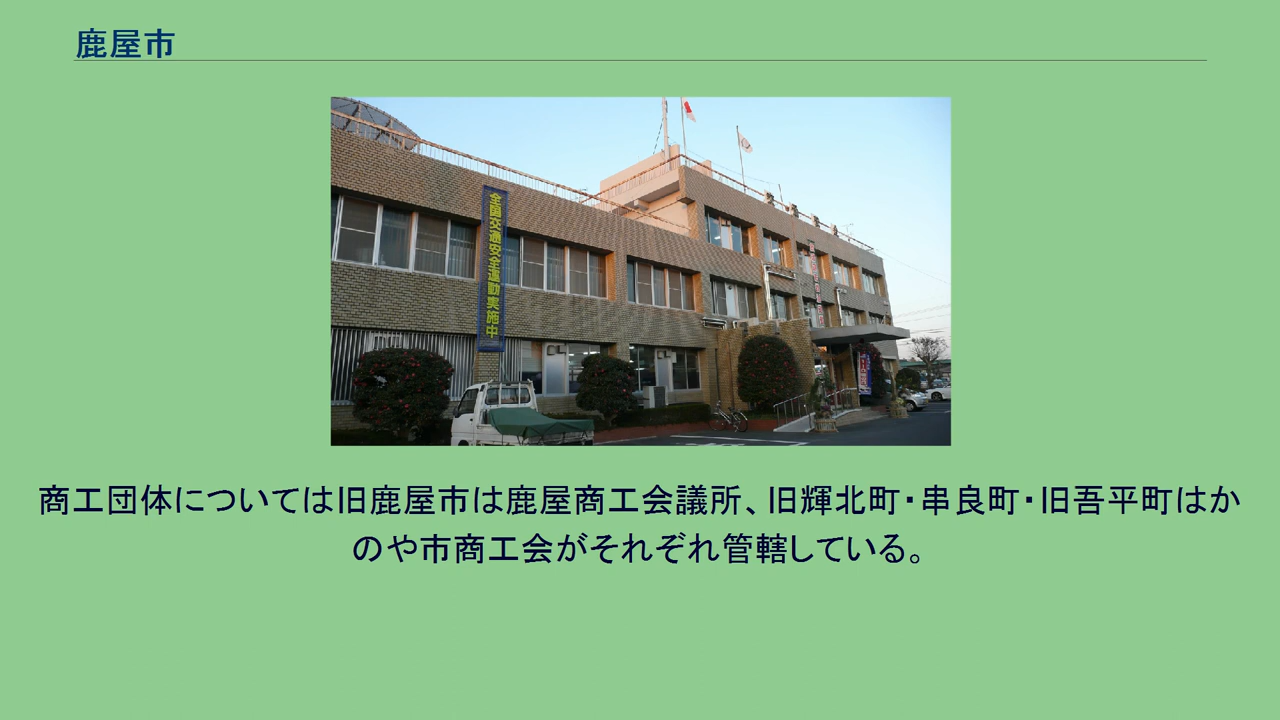 鹿屋市
全国交通安全運動実施中
商工団体については旧鹿屋市は鹿屋商工会議所、旧輝北町・串良町・旧吾平町はか
のや市商工会がそれぞれ管轄している。